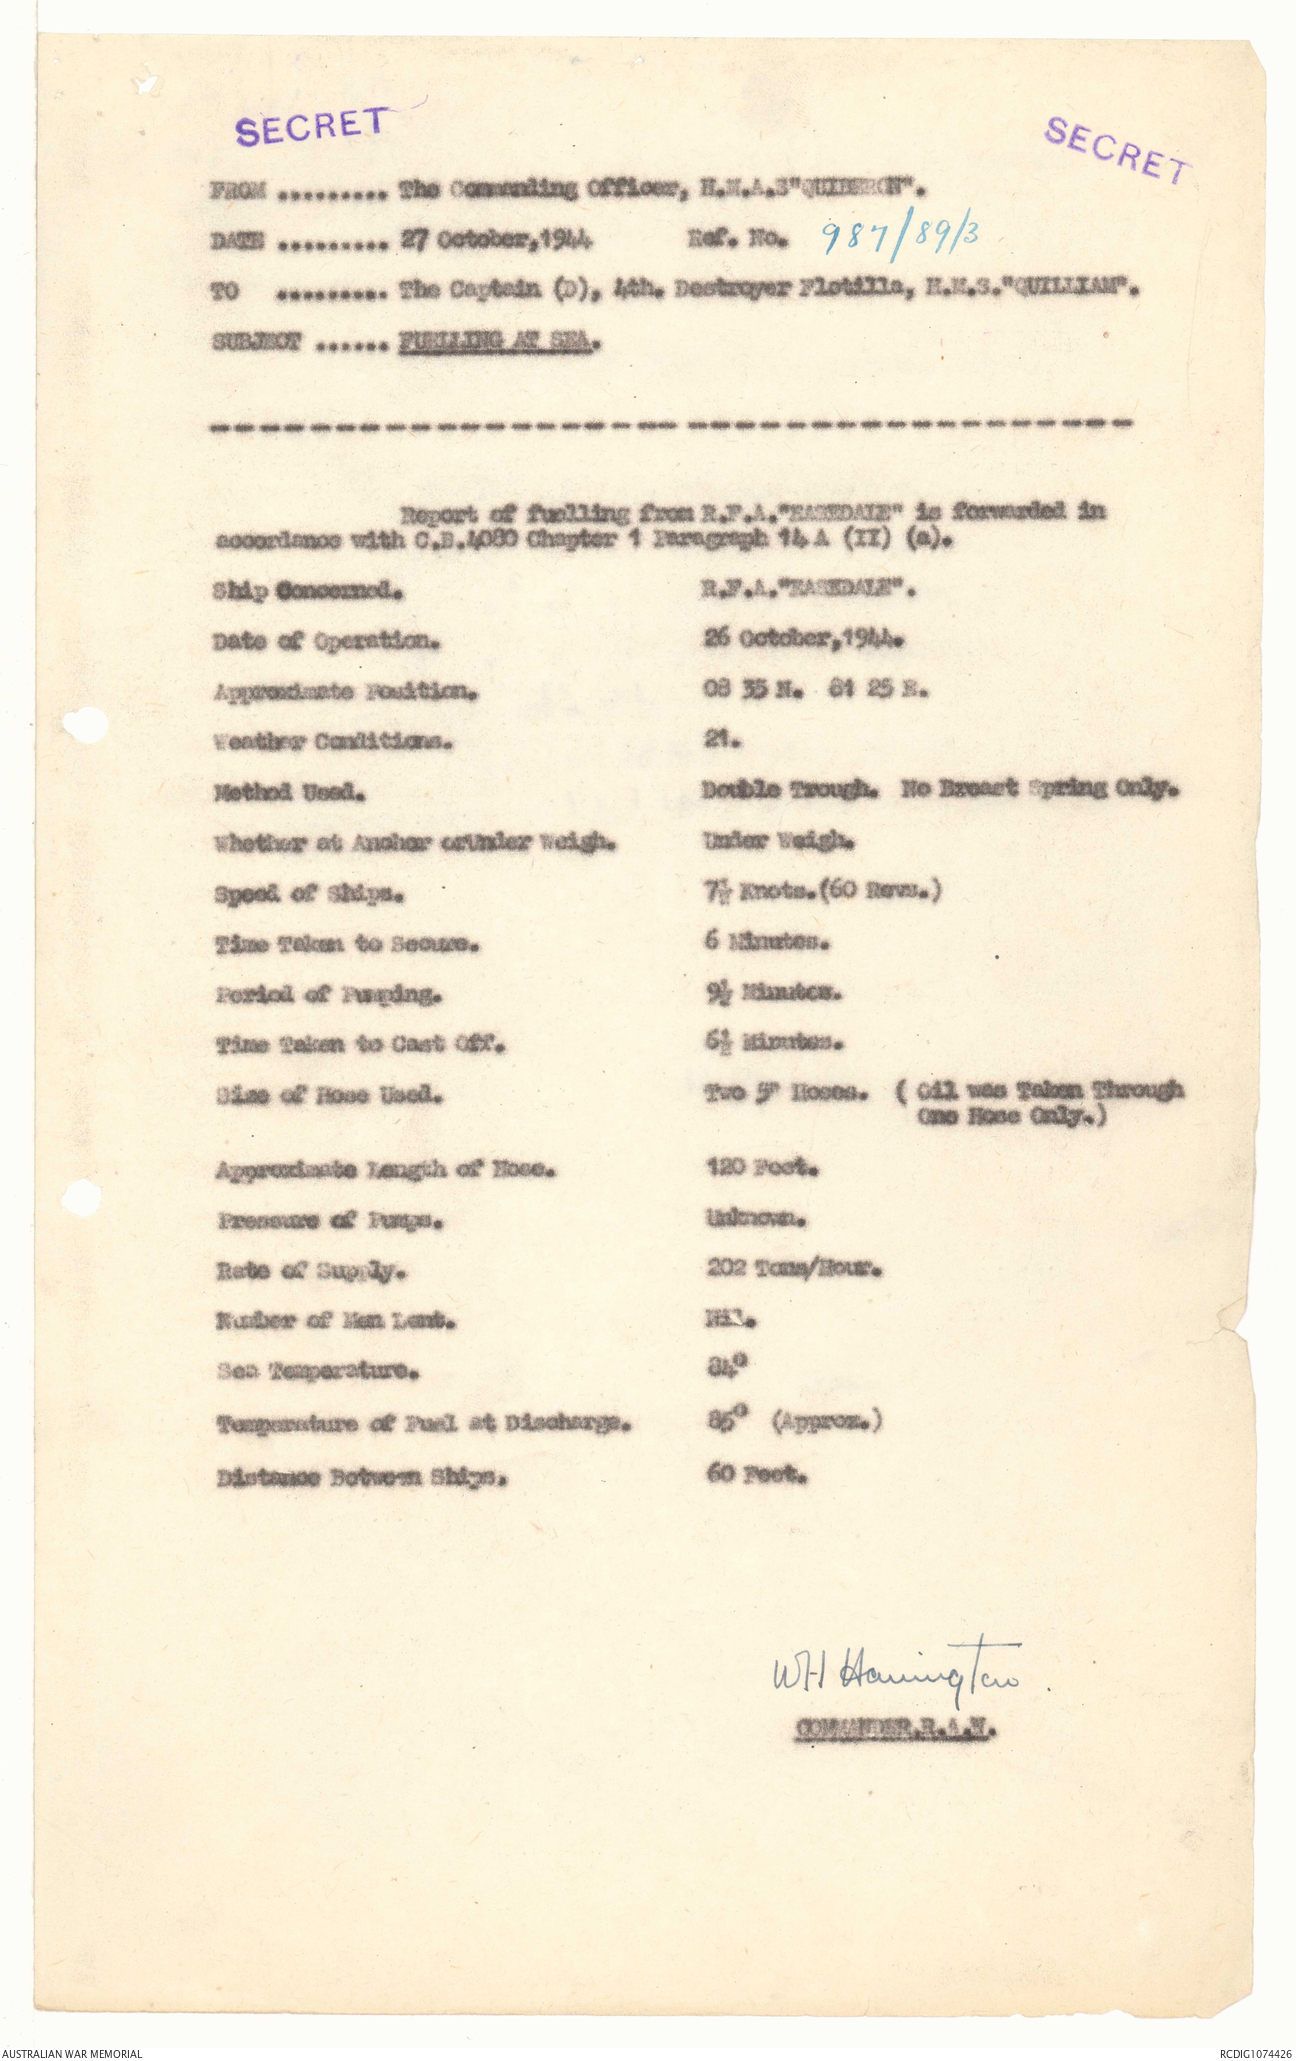 SECRET
SECRET
FROM ......... The Commanding Officer, H.M.A.S"QUIBERON".
DATE ......... 27 October,1944 Ref. No. 987/89/3
TO ......... The Captain (D), 4th. Destroyer Flotilla, H.M.S."QUILLIAM".
SUBJECT ...... FUELLING AT SEA.
Report of fuelling from R.F.A."EASEDALE" is forwarded in
accordance with C.B.4080 Chapter 1 Paragraph 14 A (II) (a).
Ship Concerned. R.F.A."EASEDALE".
Date of Operation. 26 October,1944.
Approximate Position. 08 35 N. 81 25 E.
Weather Conditions. 21.
Method Used. Double Trough. No Breast Spring Only.
Whether at Anchor orUnder Weigh. Under Weigh.
Speed of Ships. 7½ Knots.(60 Revs.)
Time Taken to Secure. 6 Minutes.
Period of Pumping. 9½ Minutes.
Time Taken to Cast Off. 6½ Minutes.
Size of Hose Used. Two 5" Hoses. ( Oil was Taken Through
One Hose Only.)
Approximate Length of Hose. 120 Feet.
Pressure of Pumps. Unknown.
Rate of Supply. 202 Tons/Hour.
Number of Men Lent. Nil.
Sea Temperature. 84°
Temperature of Fuel at Discharge. 85° (Approx.)
Distance Between Ships. 60 Feet.
WH Harrington.
COMMANDER.R.A.N.
AUSTRALIAN WAR MEMORIAL
RCDIG1074426